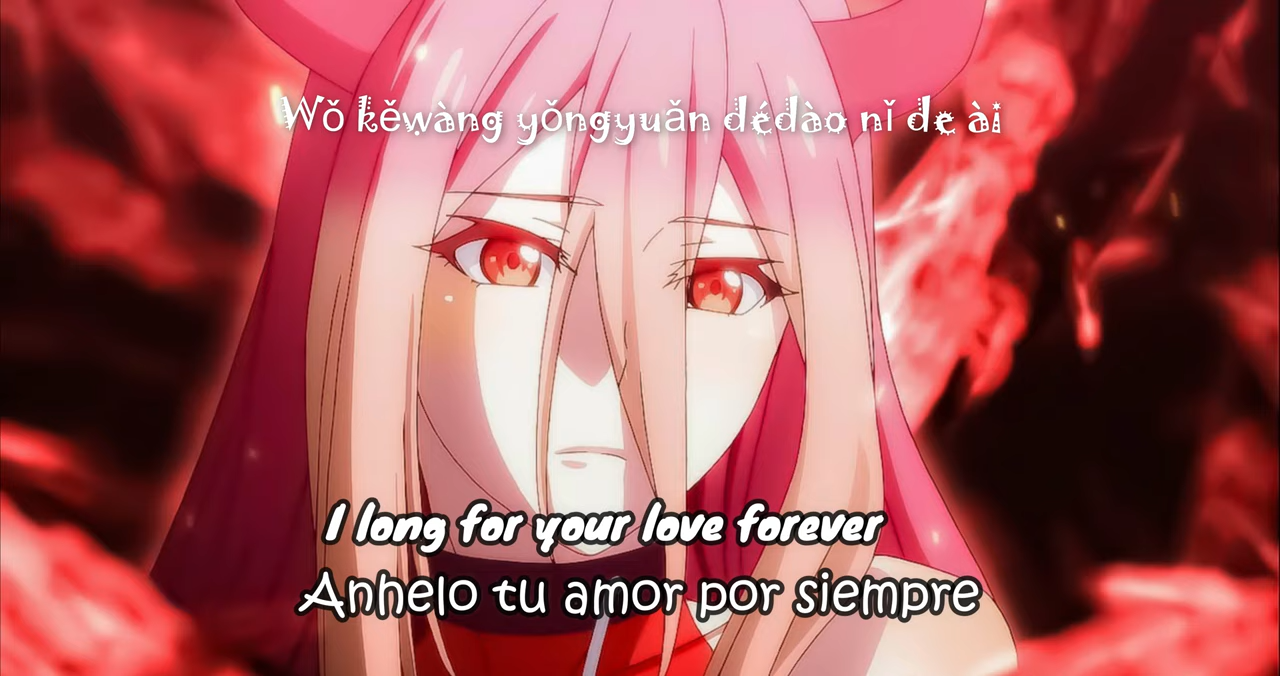 Wǒ kěwàng yǒngyuǎn dédào nǐ de ài
I long for your love forever
Anhelo tu amor por siempre